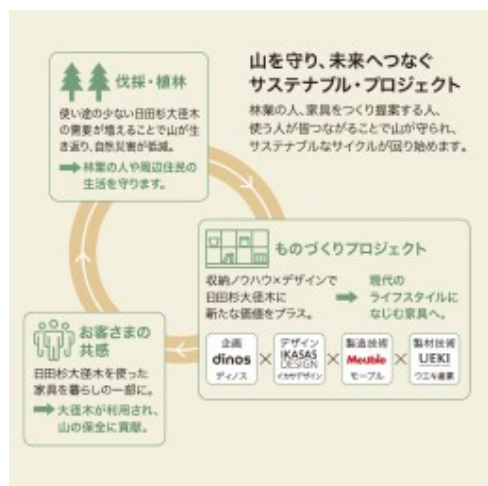 山を守り、未来へつなぐ
サステナブル・プロジェクト
林業の人、家具をつくり提案する人、
使う人が皆つながることで山が守られ、
サステナブルなサイクルが回り始めます。
伐採・植林
使い途の少ない日田杉大径木
の需要が増えることで山が生
き返り、自然災害が低減。
林業の人や周辺住民の
生活を守ります。
ものづくりプロジェクト
収納ノウハウ×デザインで
日田杉大径木に
新たな価値をプラス。
現代の
ライフスタイルに
なじむ家具へ。
企画
dinos
ディノス
×
デザイン
IKASAS
DESIGN
イカサデザイン
×
製造技術
Meuble
モーブル
×
製材技術
UEKI
ウエキ産業
お客さまの
共感
日田杉大径木を使った
家具を暮らしの一部に。
大径木が利用され、
山の保全に貢献。